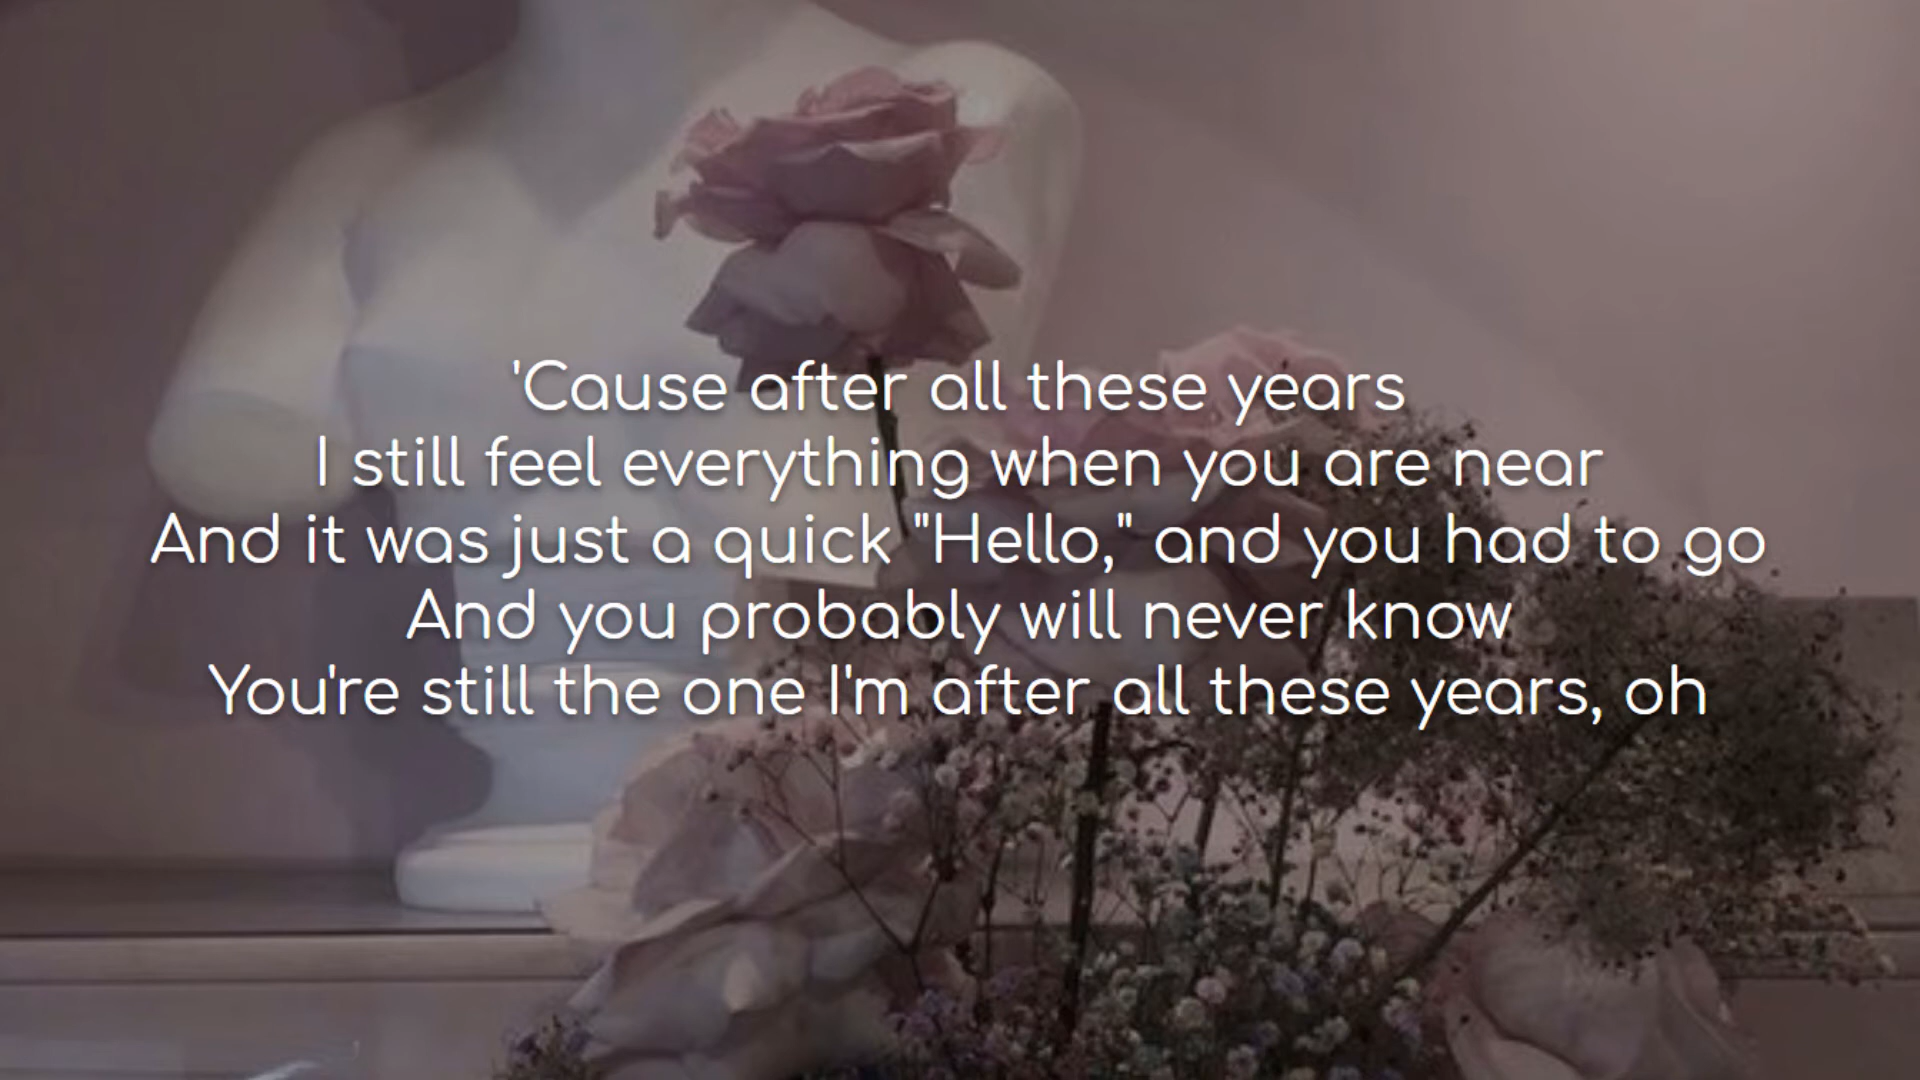 'Cause after all these years
I still feel everything when you are near
And it was just a quick "Hello," and you had to go
And you probably will never know
You're still the one I'm after all these years, oh